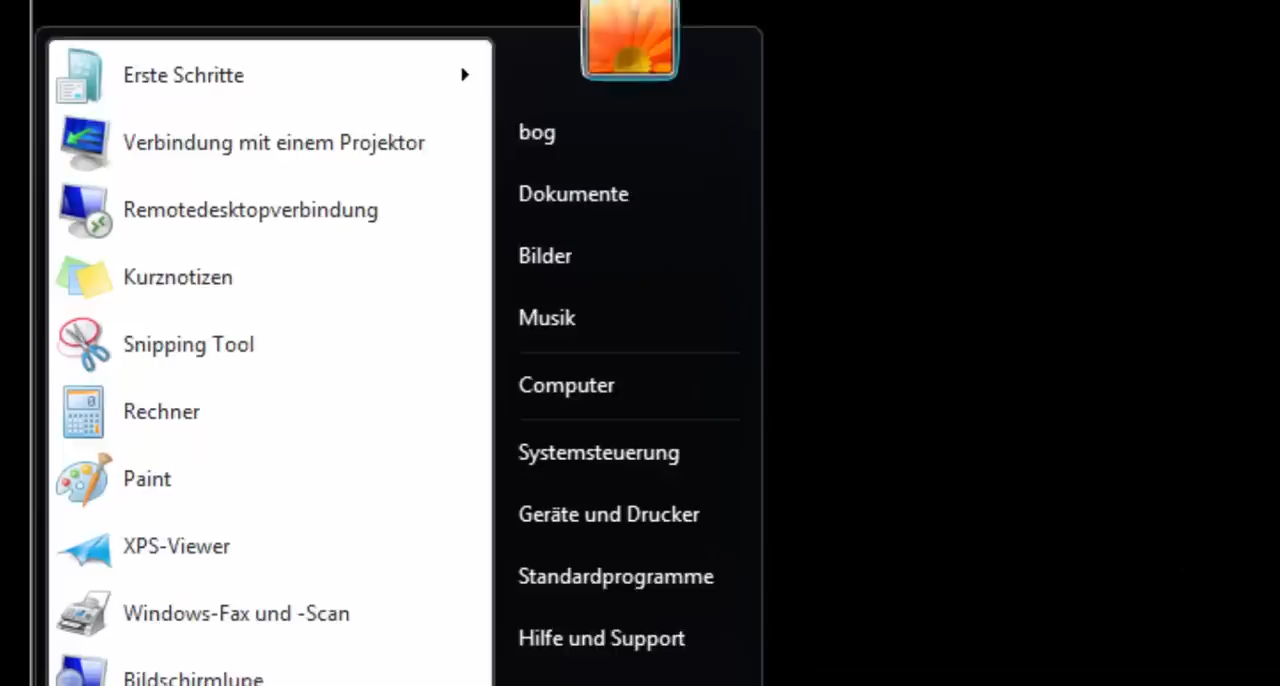 Erste Schritte
Verbindung mit einem Projektor
Remotedesktopverbindung
Kurznotizen
Snipping Tool
Rechner
Paint
XPS-Viewer
Windows-Fax und -Scan
Bildschirmlupe
bog
Dokumente
Bilder
Musik
Computer
Systemsteuerung
Geräte und Drucker
Standardprogramme
Hilfe und Support